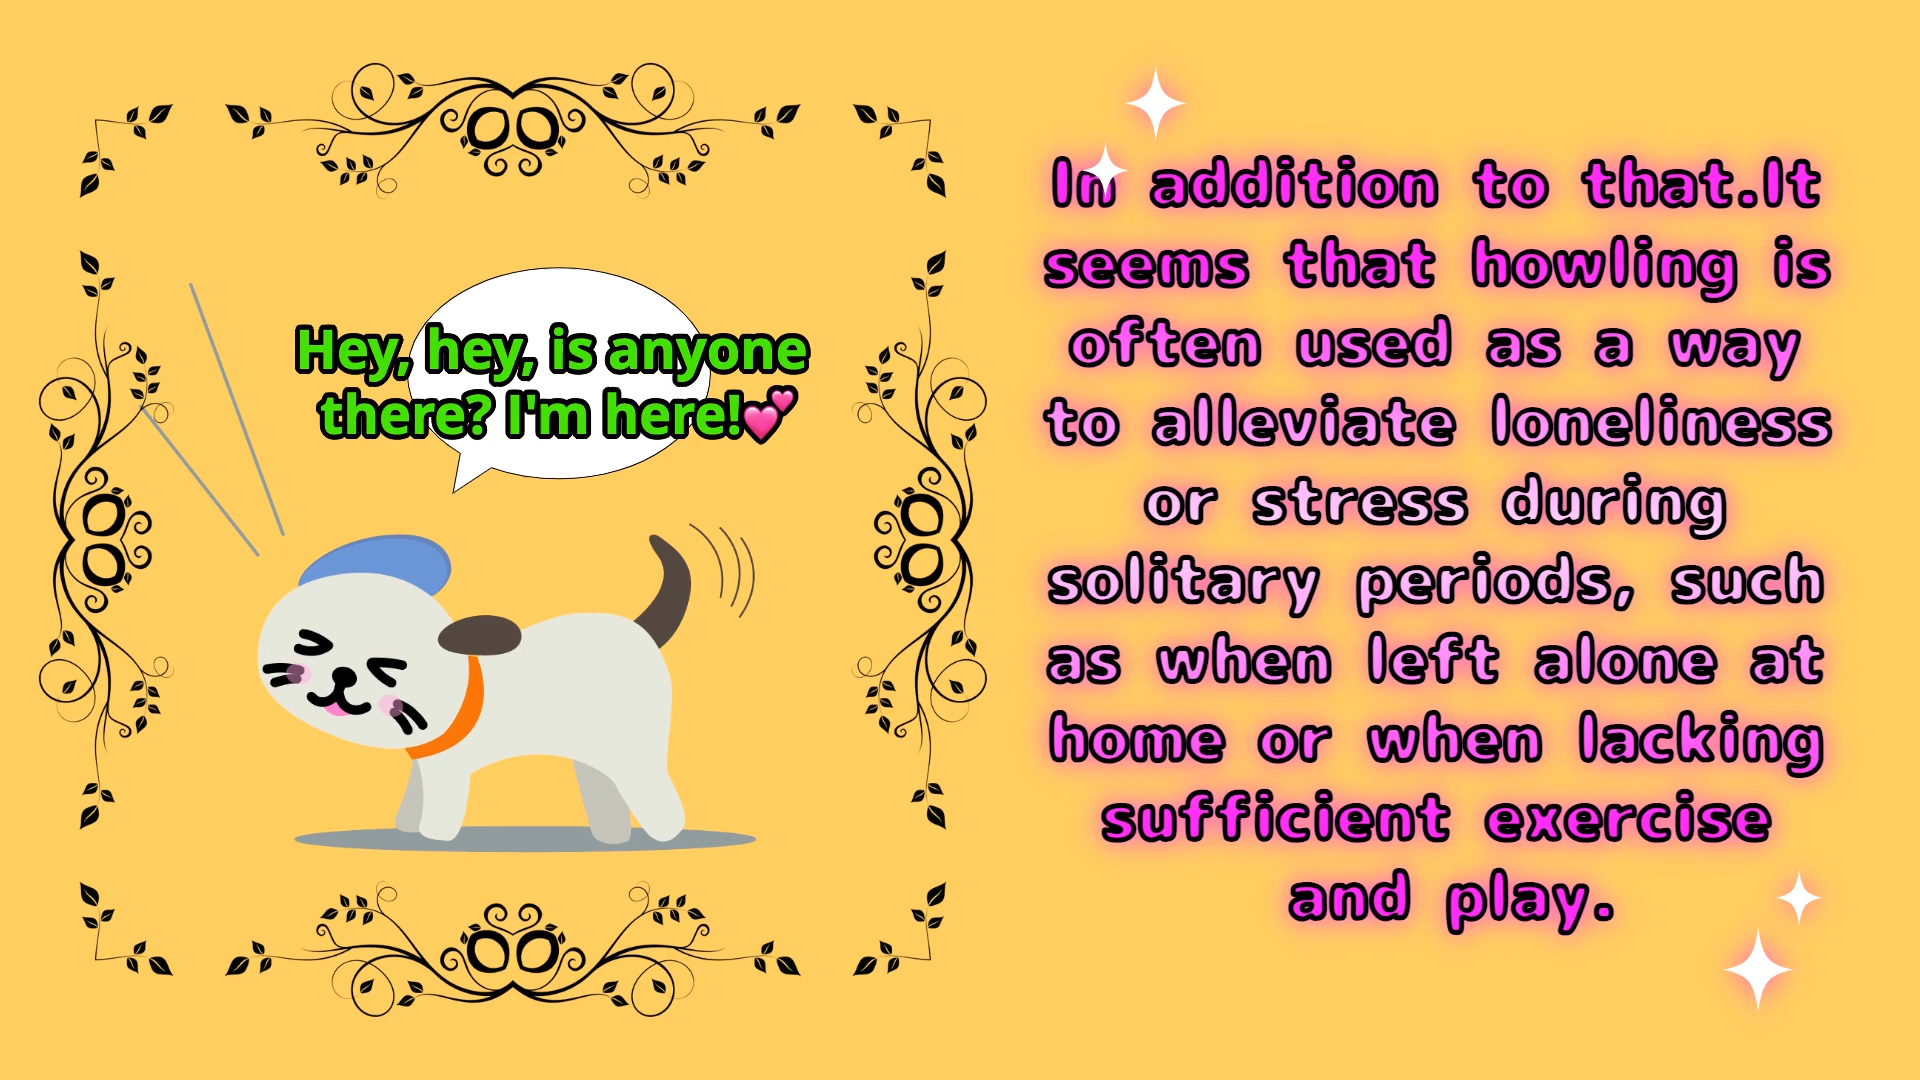 Hey, hey, is anyone
there? I'm here!💕
In addition to that.It
seems that howling is
often used as a way
to alleviate loneliness
or stress during
solitary periods, such
as when left alone at
home or when lacking
sufficient exercise
and play.